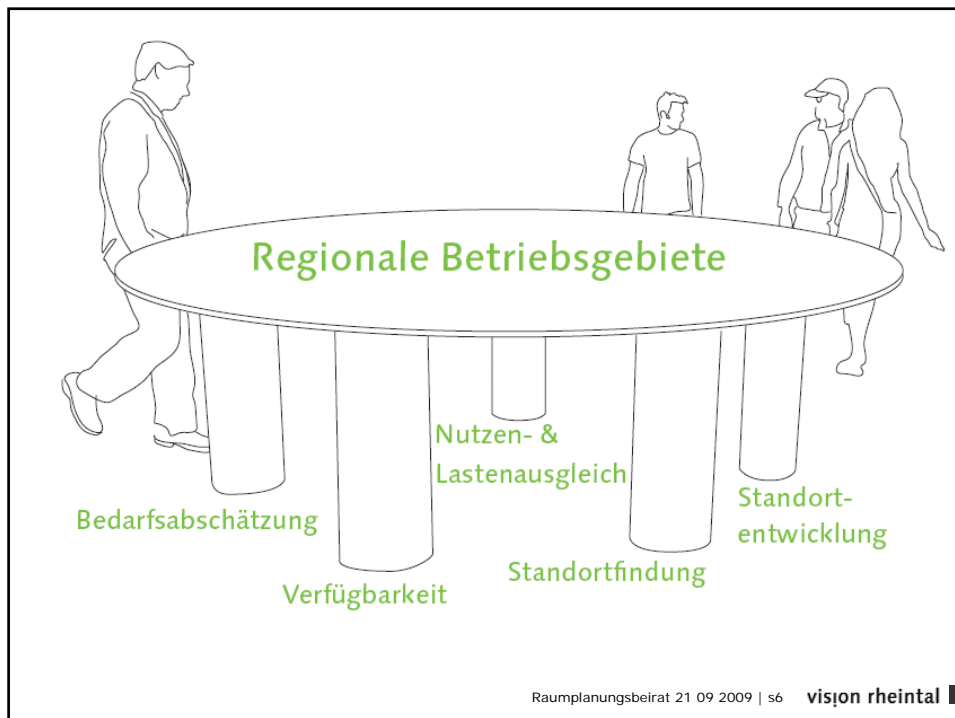 Regionale Betriebsgebiete
Nutzen- &
Lastenausgleich
Bedarfsabschätzung
Standort-
entwicklung
Verfügbarkeit
Standortfindung
Raumplanungsbeirat 21 09 2009 | s6
vision rheintal